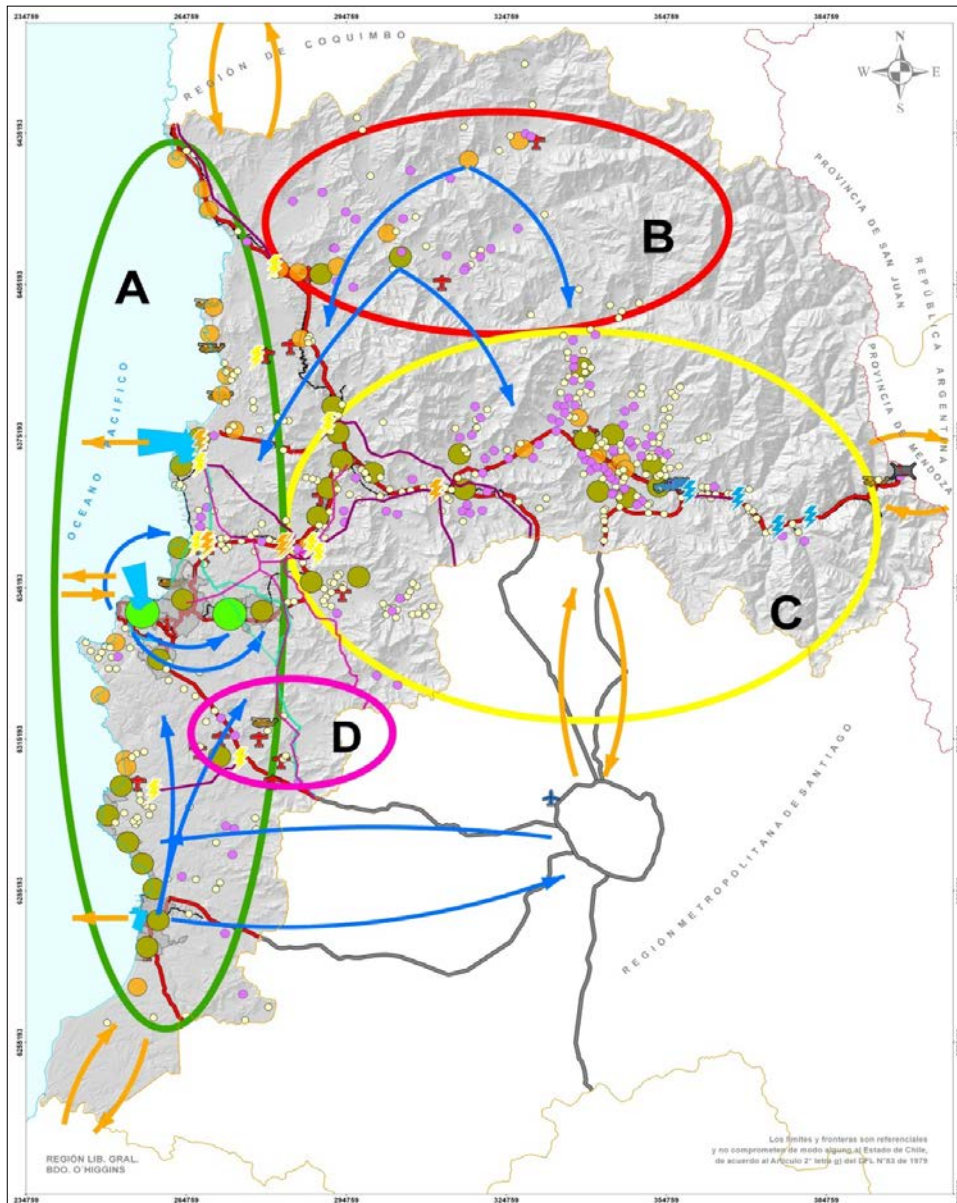 234759
264759
294759
324759
354759
384759
REGIÓN DE COQUIMBO
N
W
E
S
6435193
PROVINCIA DE SAN JUAN
REPÚBLICA ARGENTINA
B
A
6405193
PROVINCIA DE MENDOZA
OCEANO PACIFICO
6375193
6345193
C
D
6315193
REGIÓN METROPOLITANA DE SANTIAGO
6285193
6255193
REGIÓN LIB. GRAL.
BDO. O'HIGGINS
Los límites y fronteras son referenciales
y no comprometen de modo alguno al Estado de Chile,
de acuerdo al Artículo 2° letra g) del DFL N°83 de 1979
234759
264759
294759
324759
354759
384759